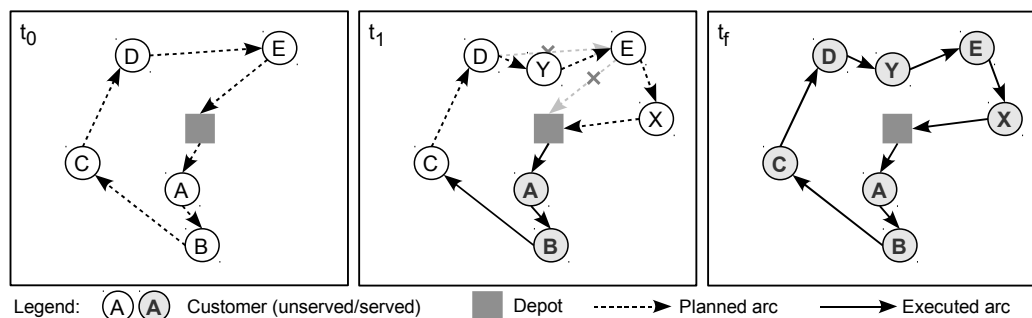 t0
D
E
C
A
B
t1
D
Y
E
X
C
A
B
tf
D
Y
E
X
C
A
B
Legend: A A Customer (unserved/served) Depot Planned arc Executed arc